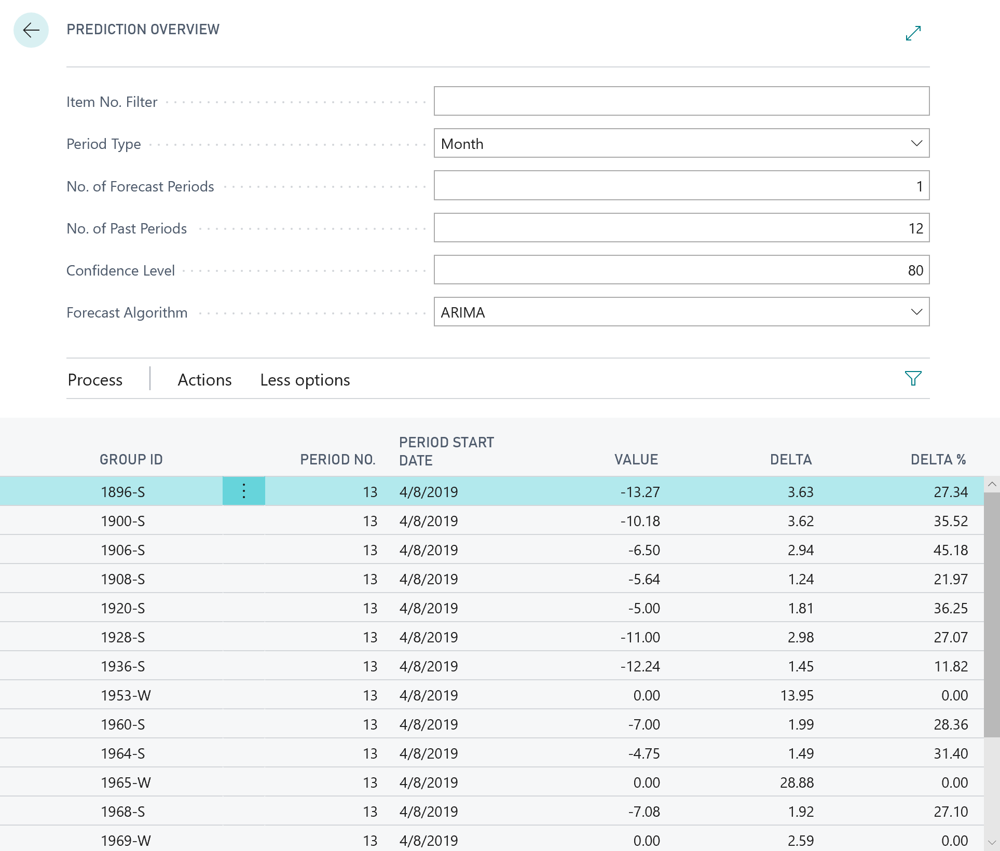 PREDICTION OVERVIEW
Item No. Filter
Period Type Month
No. of Forecast Periods 1
No. of Past Periods 12
Confidence Level 80
Forecast Algorithm ARIMA
Process Actions Less options
GROUP ID PERIOD NO. PERIOD START DATE VALUE DELTA DELTA %
1896-S 13 4/8/2019 -13.27 3.63 27.34
1900-S 13 4/8/2019 -10.18 3.62 35.52
1906-S 13 4/8/2019 -6.50 2.94 45.18
1908-S 13 4/8/2019 -5.64 1.24 21.97
1920-S 13 4/8/2019 -5.00 1.81 36.25
1928-S 13 4/8/2019 -11.00 2.98 27.07
1936-S 13 4/8/2019 -12.24 1.45 11.82
1953-W 13 4/8/2019 0.00 13.95 0.00
1960-S 13 4/8/2019 -7.00 1.99 28.36
1964-S 13 4/8/2019 -4.75 1.49 31.40
1965-W 13 4/8/2019 0.00 28.88 0.00
1968-S 13 4/8/2019 -7.08 1.92 27.10
1969-W 13 4/8/2019 0.00 2.59 0.00